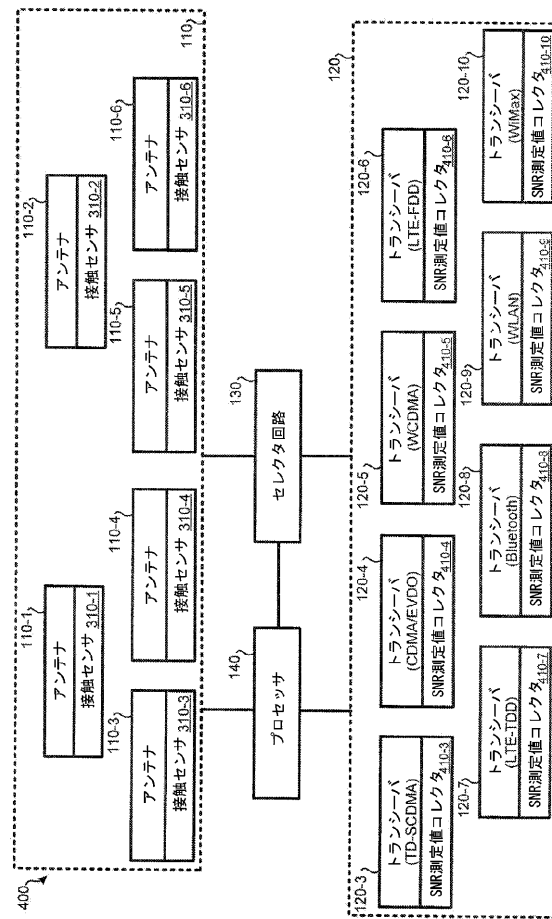 400
110
110-1
アンテナ
接触センサ 310-1
110-2
アンテナ
接触センサ 310-2
110-3
アンテナ
接触センサ 310-3
110-4
アンテナ
接触センサ 310-4
110-5
アンテナ
接触センサ 310-5
110-6
アンテナ
接触センサ 310-6
140
プロセッサ
130
セレクタ回路
120
120-3
トランシーバ
(TD-SCDMA)
SNR測定値コレクタ 410-3
120-4
トランシーバ
(CDMA/EVDO)
SNR測定値コレクタ 410-4
120-5
トランシーバ
(WCDMA)
SNR測定値コレクタ 410-5
120-6
トランシーバ
(LTE-FDD)
SNR測定値コレクタ 410-6
120-7
トランシーバ
(LTE-TDD)
SNR測定値コレクタ 410-7
120-8
トランシーバ
(Bluetooth)
SNR測定値コレクタ 410-8
120-9
トランシーバ
(WLAN)
SNR測定値コレクタ 410-9
120-10
トランシーバ
(WiMax)
SNR測定値コレクタ 410-10